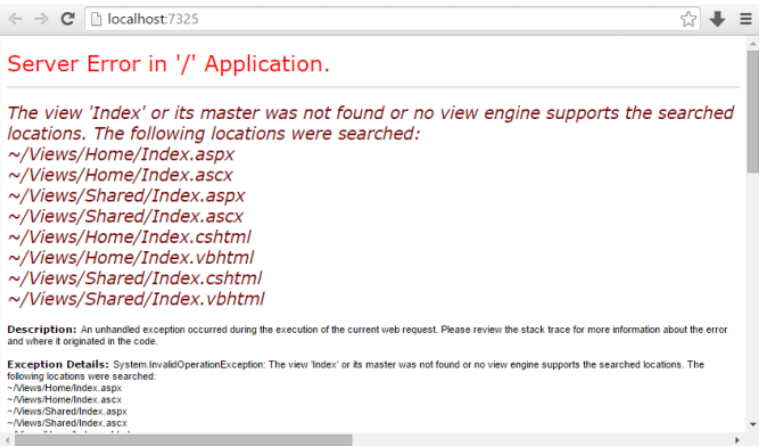 localhost:7325
Server Error in '/' Application.
The view 'Index' or its master was not found or no view engine supports the searched
locations. The following locations were searched:
~/Views/Home/Index.aspx
~/Views/Home/Index.ascx
~/Views/Shared/Index.aspx
~/Views/Shared/Index.ascx
~/Views/Home/Index.cshtml
~/Views/Home/Index.vbhtml
~/Views/Shared/Index.cshtml
~/Views/Shared/Index.vbhtml
Description: An unhandled exception occurred during the execution of the current web request. Please review the stack trace for more information about the error
and where it originated in the code.
Exception Details: System.InvalidOperationException: The view 'Index' or its master was not found or no view engine supports the searched locations. The
following locations were searched:
~/Views/Home/Index.aspx
~/Views/Home/Index.ascx
~/Views/Shared/Index.aspx
~/Views/Shared/Index.ascx